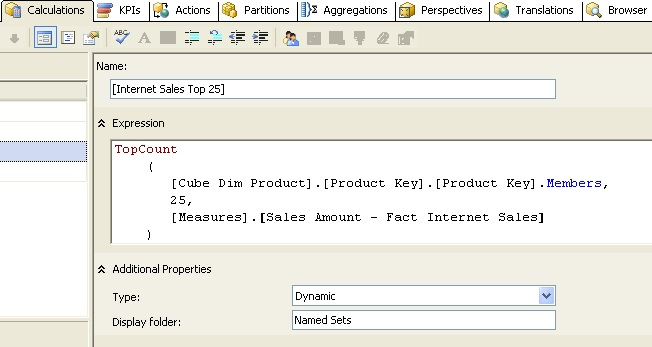 Calculations KPIs Actions Partitions Aggregations Perspectives Translations Browser
ABC
Name:
[Internet Sales Top 25]
Expression
TopCount
(
[Cube Dim Product].[Product Key].[Product Key].Members,
25,
[Measures].[Sales Amount - Fact Internet Sales]
)
Additional Properties
Type: Dynamic
Display folder: Named Sets